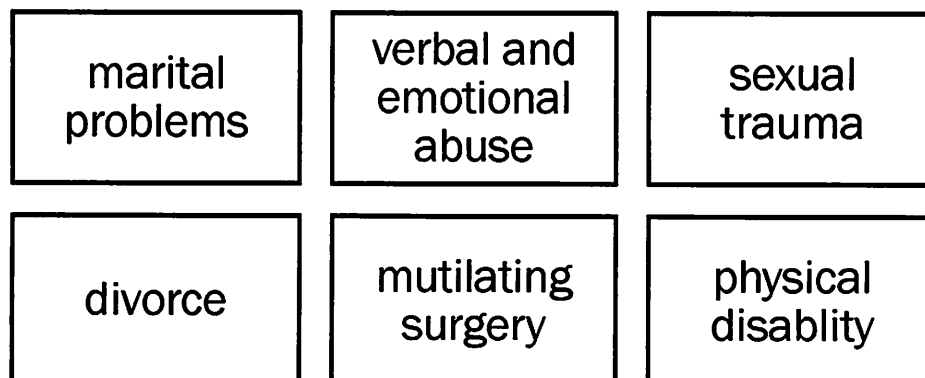 marital
problems
verbal and
emotional
abuse
sexual
trauma
divorce
mutilating
surgery
physical
disablity